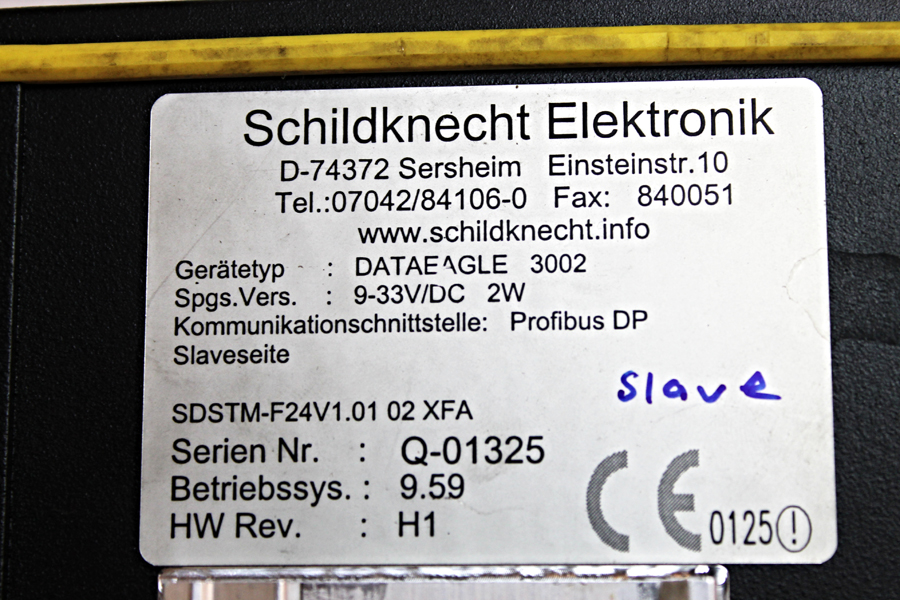 Schildknecht Elektronik
D-74372 Sersheim Einsteinstr.10
Tel.:07042/84106-0 Fax: 840051
www.schildknecht.info
Gerätetyp : DATAEAGLE 3002
Spgs.Vers. : 9-33V/DC 2W
Kommunikationschnittstelle: Profibus DP
Slaveseite
slave
SDSTM-F24V1.01 02 XFA
Serien Nr. : Q-01325
Betriebssys. : 9.59
HW Rev. : H1
CE 0125 !